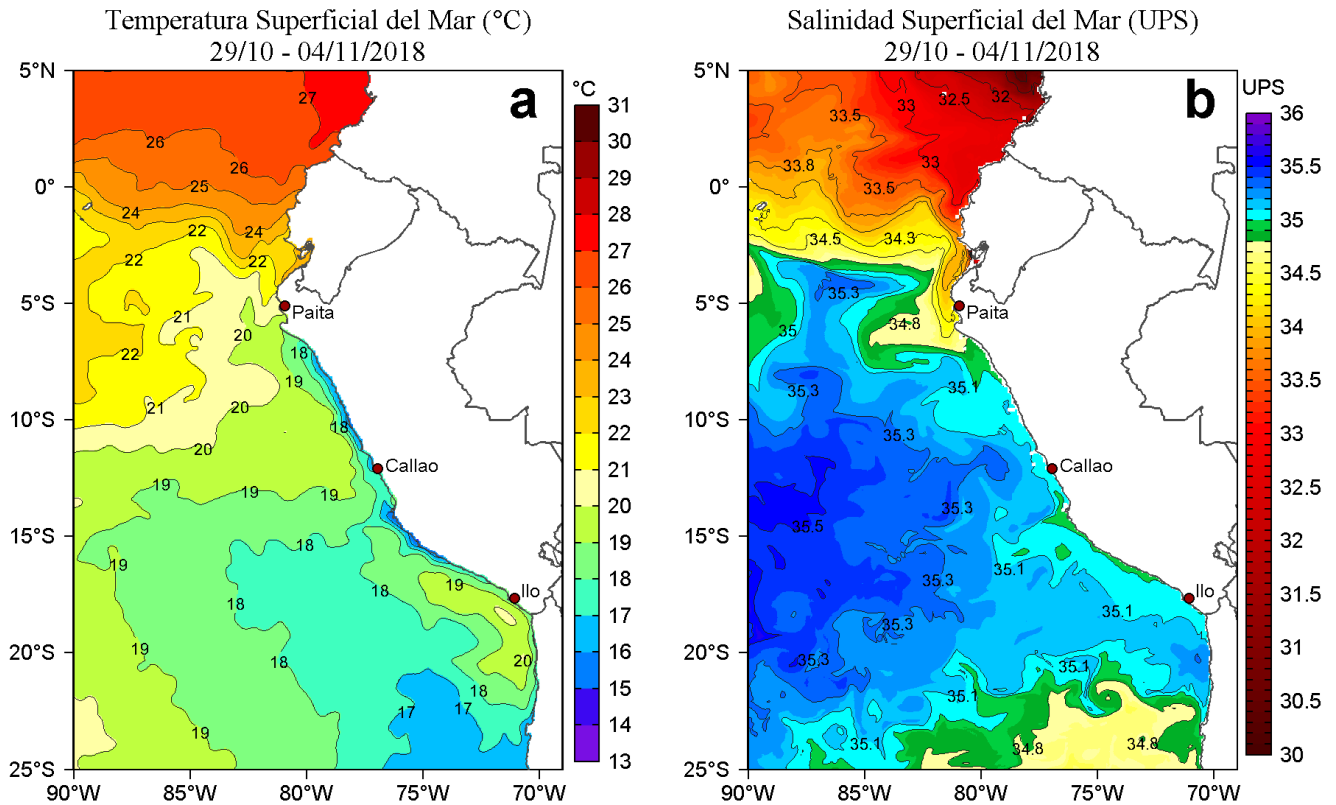 Temperatura Superficial del Mar (°C)
29/10 - 04/11/2018
a
°C
31
30
29
28
27
26
25
24
23
22
21
20
19
18
17
16
15
14
13
5°N
0°
5°S
10°S
15°S
20°S
25°S
90°W
85°W
80°W
75°W
70°W
27
26
26
25
24
24
22
22
22
21
20
22
18
19
21
20
18
20
19
19
19
18
19
19
18
18
19
20
20
18
17
17
19
Paita
Callao
Ilo
Salinidad Superficial del Mar (UPS)
29/10 - 04/11/2018
b
UPS
36
35.5
35
34.5
34
33.5
33
32.5
32
31.5
31
30.5
30
5°N
0°
5°S
10°S
15°S
20°S
25°S
90°W
85°W
80°W
75°W
70°W
33
32.5
32
33.5
33.8
33
33.5
34.5
34.3
35.3
35
34.8
35.3
35.1
35.3
35.5
35.3
35.1
35.3
35.1
35.3
35.3
35.1
35.1
35.1
34.8
34.8
Paita
Callao
Ilo